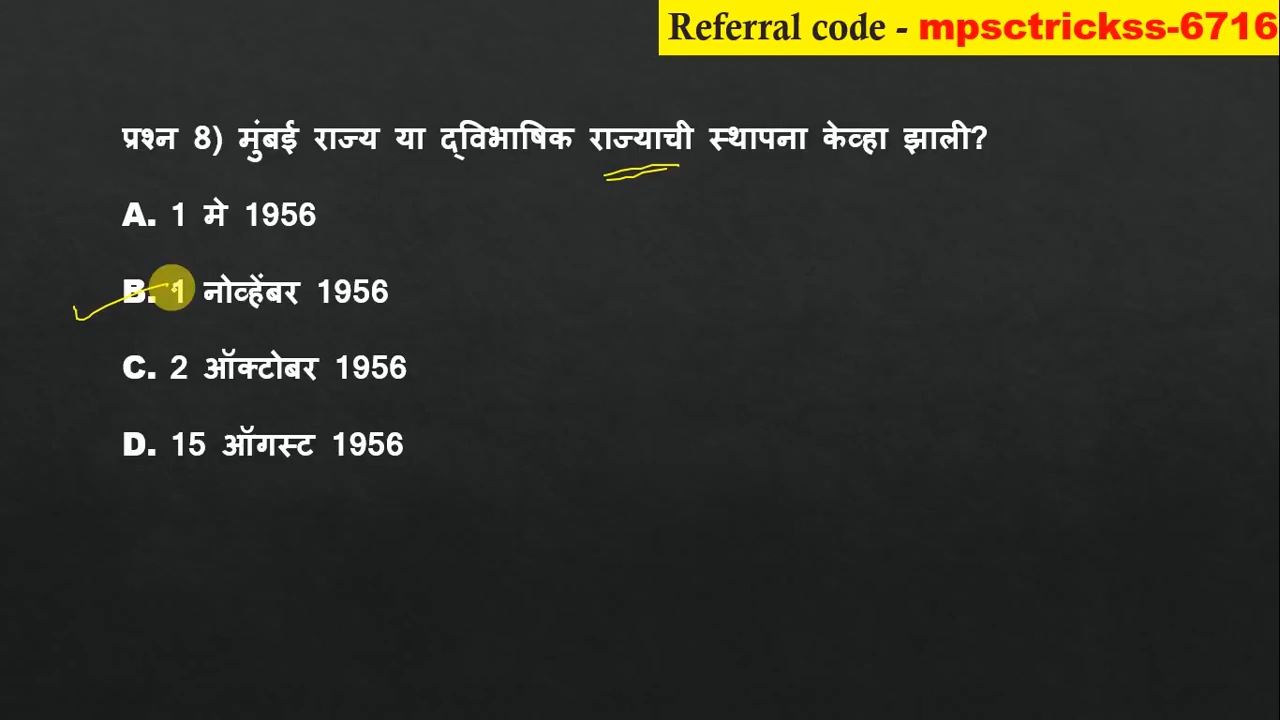 Referral code - mpsctrickss-6716
प्रश्न 8) मुंबई राज्य या द्‌विभाषिक राज्याची स्थापना केव्हा झाली?
A. 1 मे 1956
B. 1 नोव्हेंबर 1956
C. 2 ऑक्टोबर 1956
D. 15 ऑगस्ट 1956